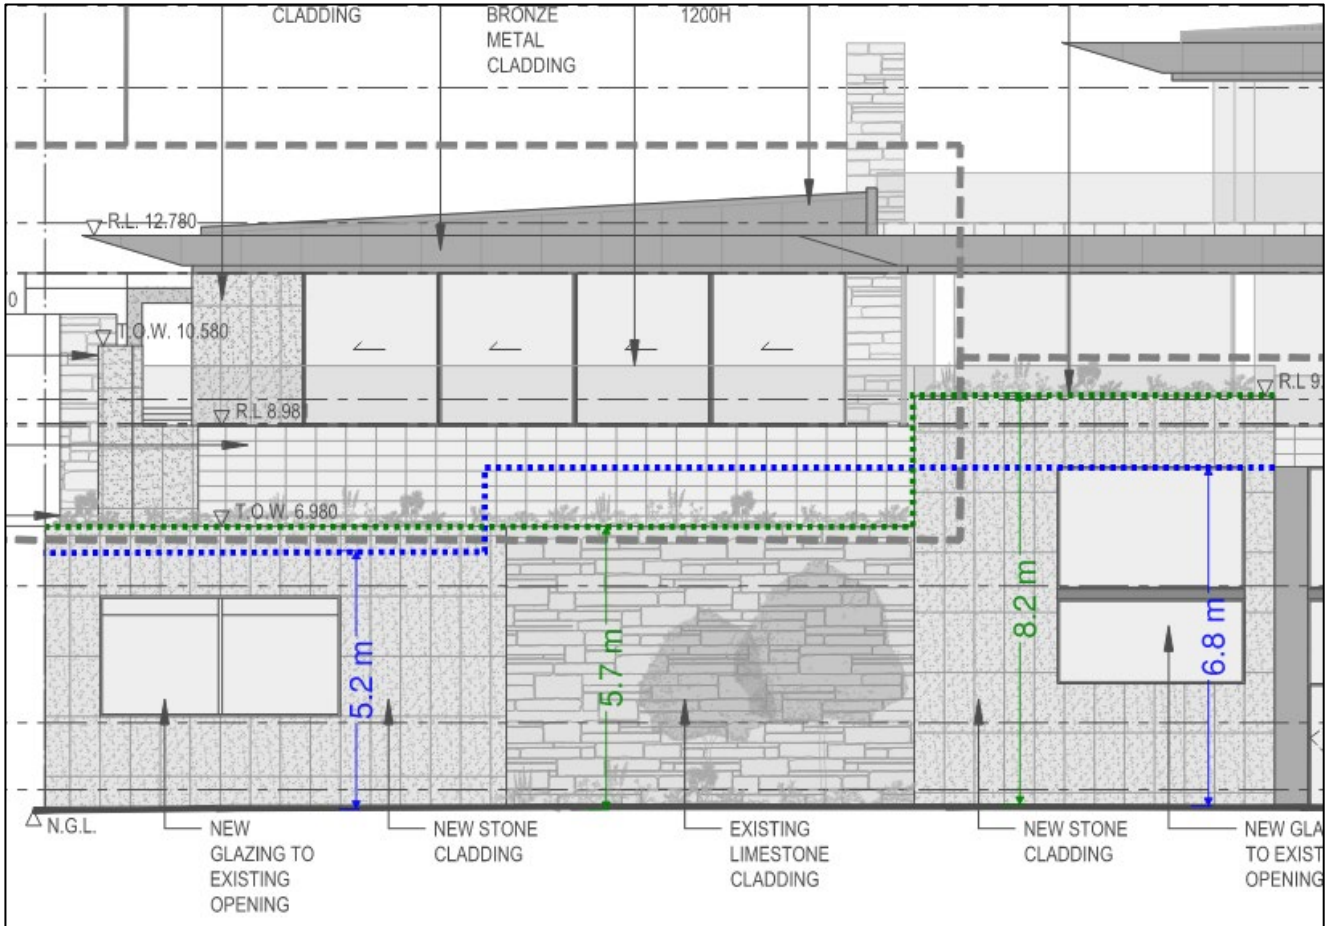 CLADDING
BRONZE
METAL
CLADDING
1200H
R.L. 12.780
0
T.O.W. 10.580
R.L 8.98
R.L 9.
T.O.W. 6.980
5.2 m
5.7 m
8.2 m
6.8 m
N.G.L.
NEW
GLAZING TO
EXISTING
OPENING
NEW STONE
CLADDING
EXISTING
LIMESTONE
CLADDING
NEW STONE
CLADDING
NEW GLA
TO EXIST
OPENING